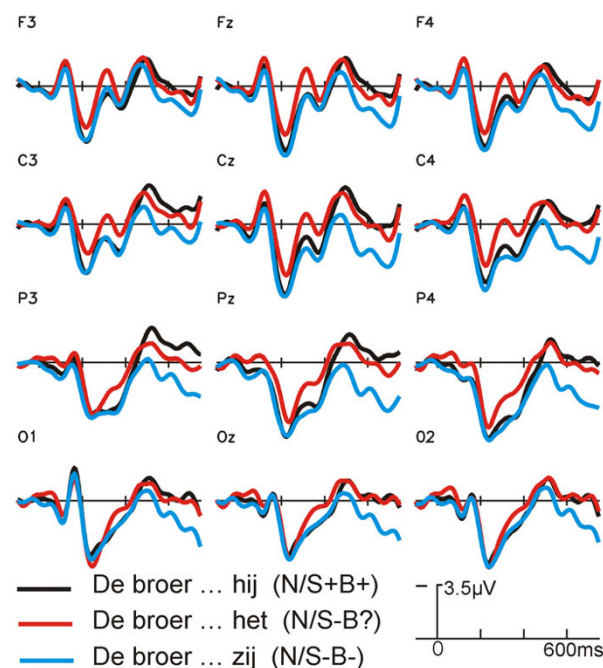 F3 Fz F4
C3 Cz C4
P3 Pz P4
O1 Oz O2
De broer ... hij (N/S+B+)
De broer ... het (N/S-B?)
De broer ... zij (N/S-B-)
3.5µV
0 600ms